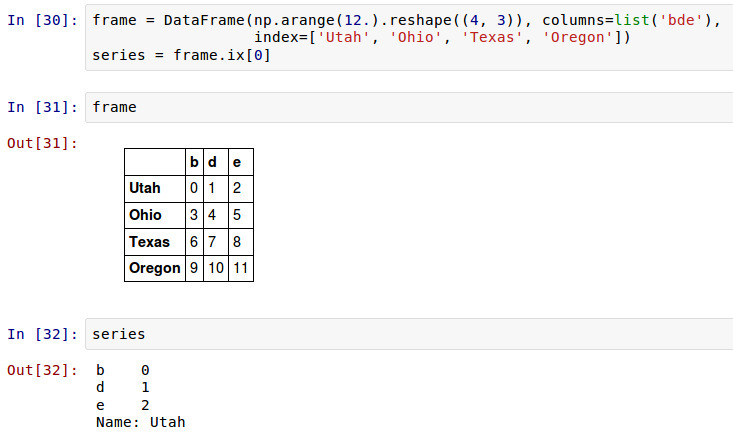 In [30]: frame = DataFrame(np.arange(12.).reshape((4, 3)), columns=list('bde'),
                  index=['Utah', 'Ohio', 'Texas', 'Oregon'])
series = frame.ix[0]
In [31]: frame
Out[31]:
b d e
Utah 0 1 2
Ohio 3 4 5
Texas 6 7 8
Oregon 9 10 11
In [32]: series
Out[32]: b    0
d    1
e    2
Name: Utah